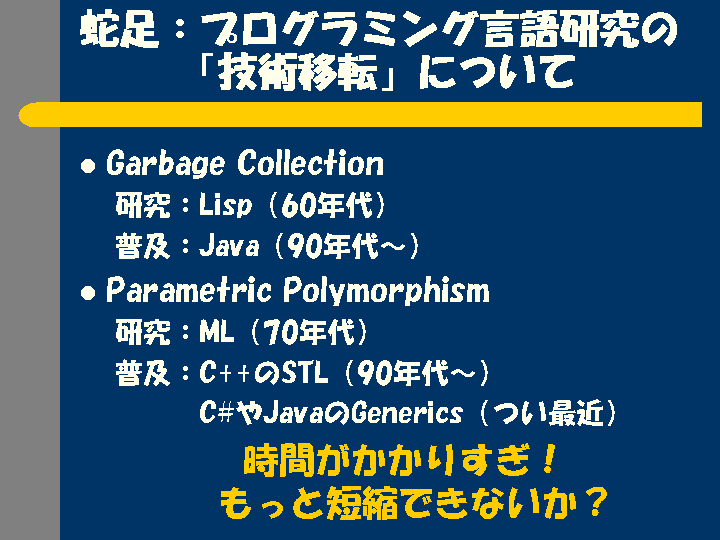 蛇足：プログラミング言語研究の
「技術移転」について
Garbage Collection
研究：Lisp（60年代）
普及：Java（90年代～）
Parametric Polymorphism
研究：ML（70年代）
普及：C++のSTL（90年代～）
C#やJavaのGenerics（つい最近）
時間がかかりすぎ！
もっと短縮できないか？